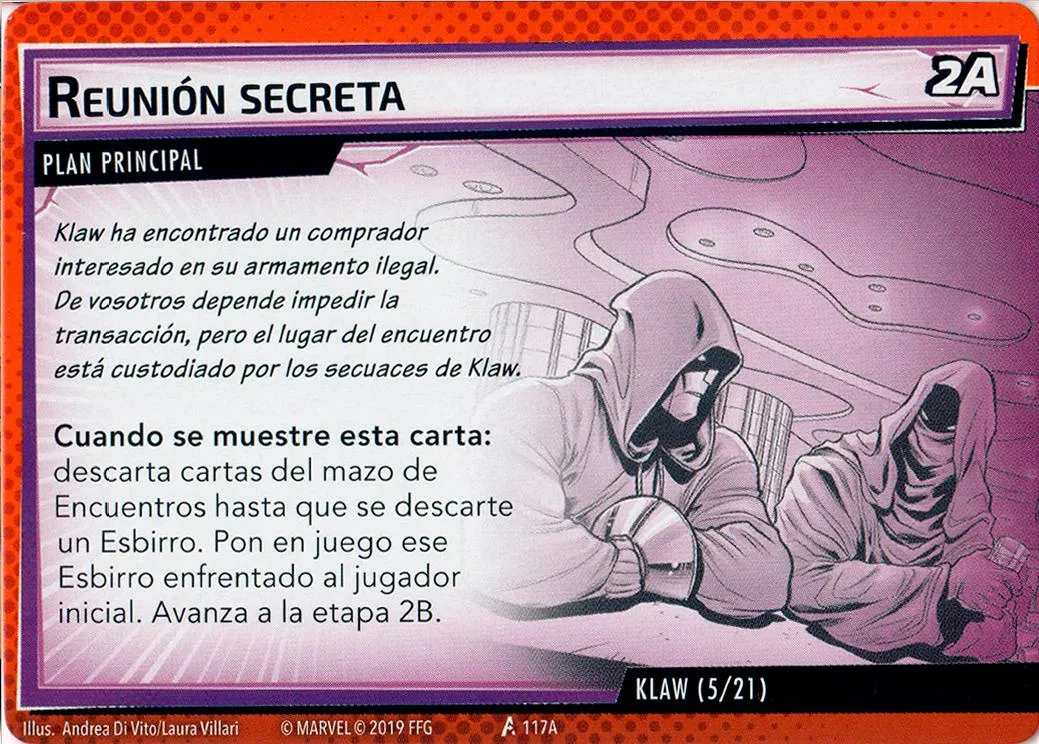 REUNIÓN SECRETA
2A
PLAN PRINCIPAL
Klaw ha encontrado un comprador
interesado en su armamento ilegal.
De vosotros depende impedir la
transacción, pero el lugar del encuentro
está custodiado por los secuaces de Klaw.
Cuando se muestre esta carta:
descarta cartas del mazo de
Encuentros hasta que se descarte
un Esbirro. Pon en juego ese
Esbirro enfrentado al jugador
inicial. Avanza a la etapa 2B.
KLAW (5/21)
Illus. Andrea Di Vito/Laura Villari
© MARVEL © 2019 FFG
117A